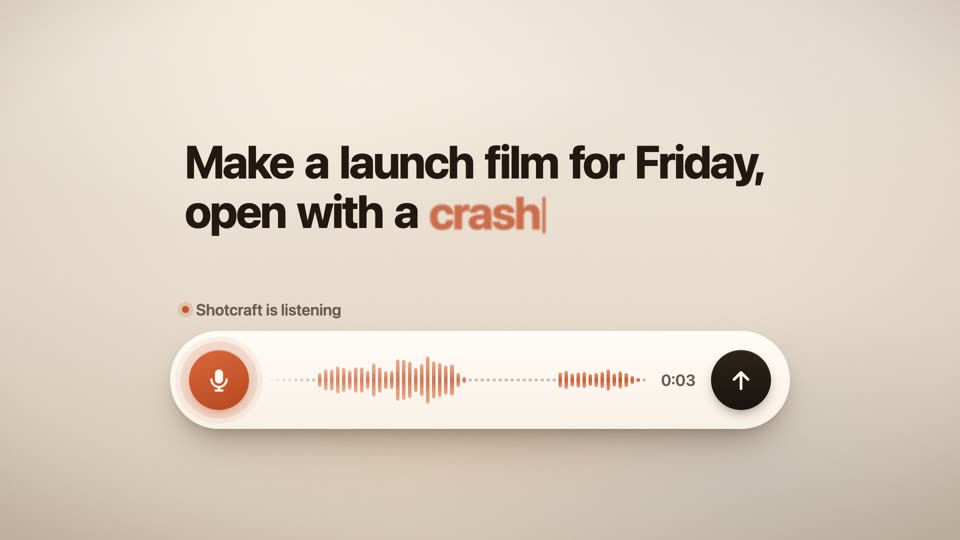 Make a launch film for Friday,
open with a crash
Shotcraft is listening
0:03